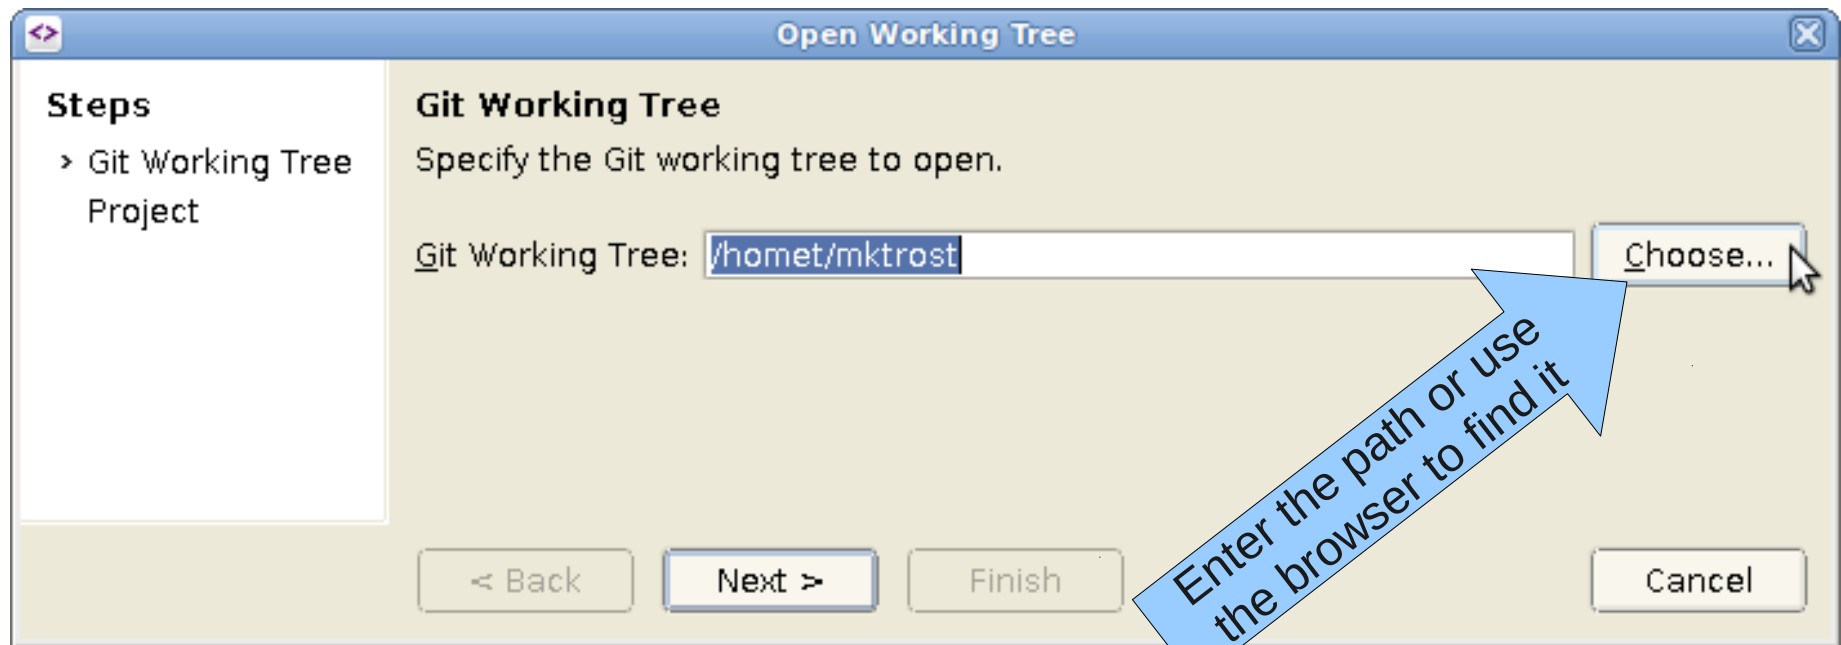 Open Working Tree
Steps
› Git Working Tree
Project
Git Working Tree
Specify the Git working tree to open.
Git Working Tree: /homet/mktrost Choose...
Enter the path or use
the browser to find it
< Back Next > Finish Cancel